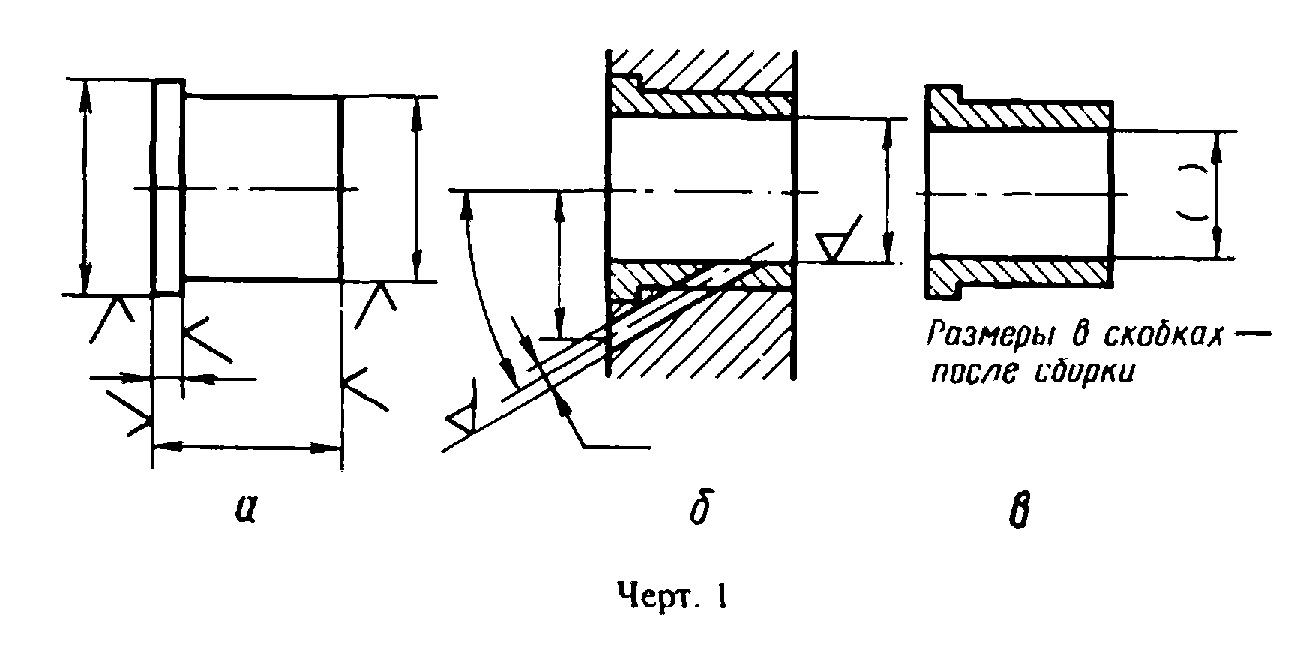 ( )
Размеры в скобках —
после сборки
а
б
в
Черт. 1